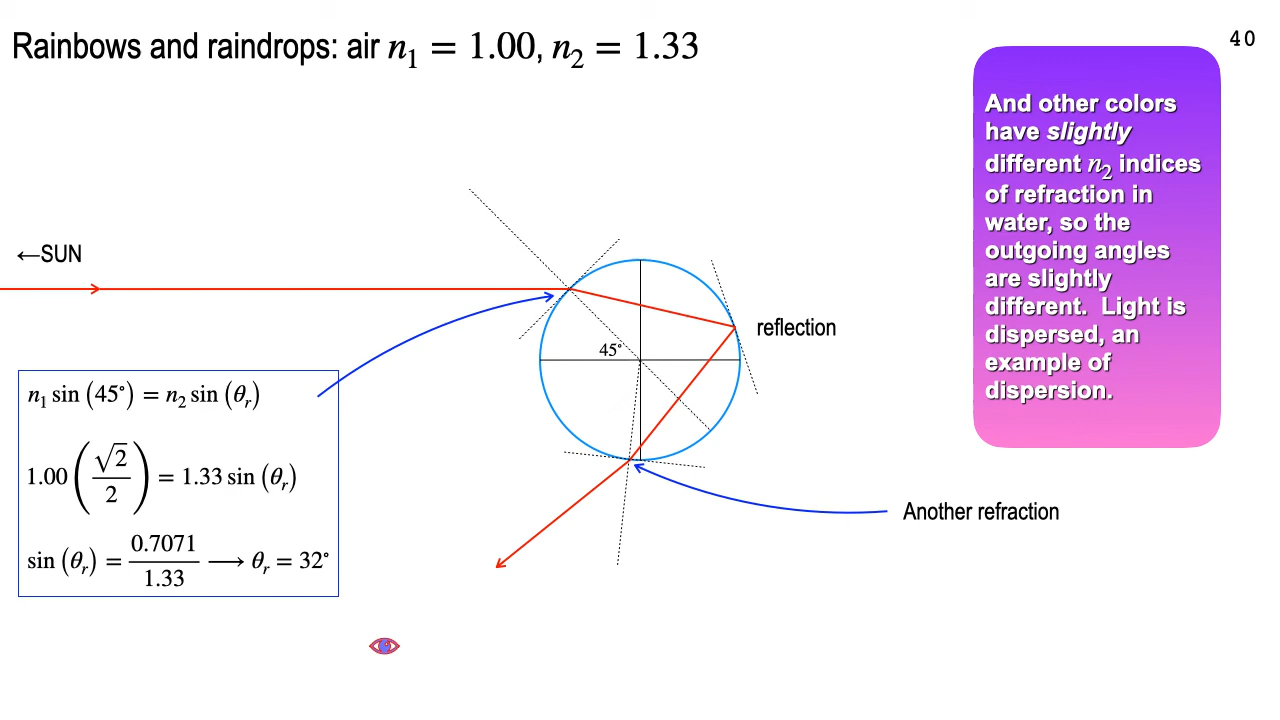 Rainbows and raindrops: air n₁ = 1.00, n₂ = 1.33
40
And other colors
have slightly
different n₂ indices
of refraction in
water, so the
outgoing angles
are slightly
different. Light is
dispersed, an
example of
dispersion.
←SUN
reflection
45°
n₁ sin (45°) = n₂ sin (θᵣ)
1.00 (√2/2) = 1.33 sin (θᵣ)
sin (θᵣ) = 0.7071/1.33 ⟶ θᵣ = 32°
Another refraction